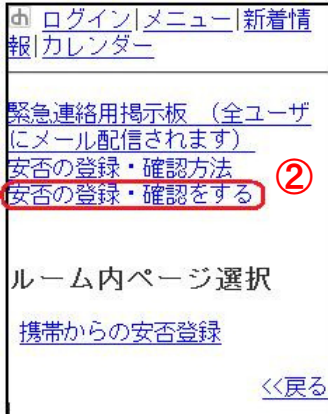 ログイン|メニュー|新着情
報|カレンダー
緊急連絡用掲示板 (全ユーザ
にメール配信されます)
安否の登録・確認方法
安否の登録・確認をする
②
ルーム内ページ選択
携帯からの安否登録
<<戻る